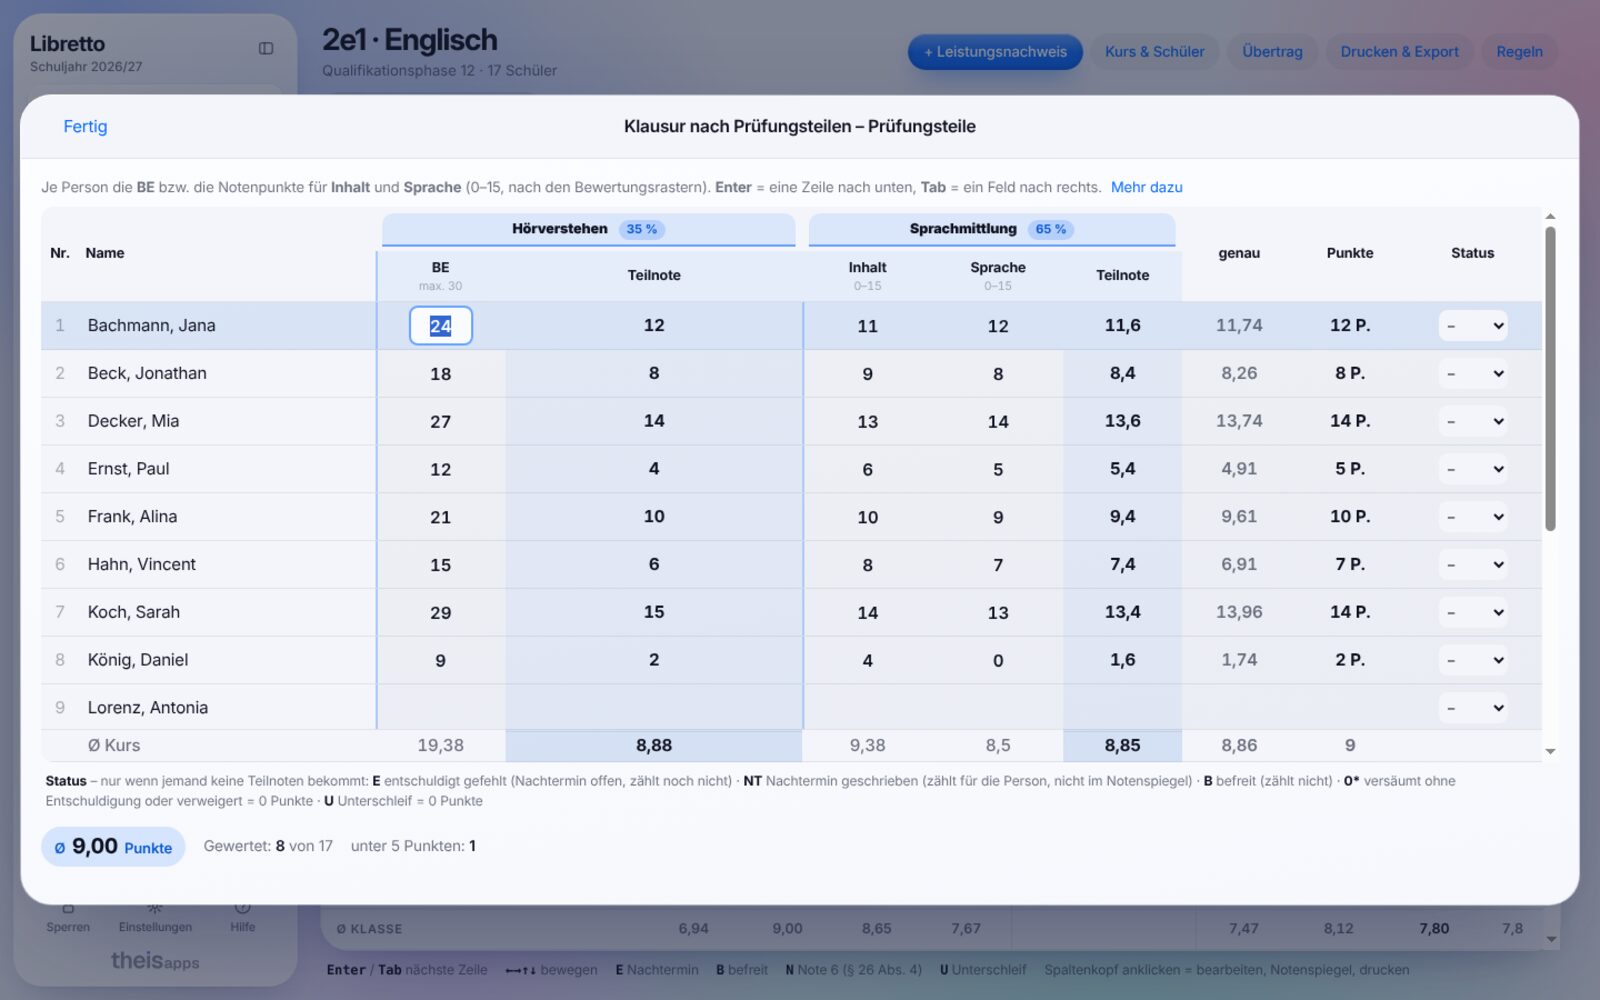 Libretto
Schuljahr 2026/27
2e1 · Englisch
Qualifikationsphase 12 · 17 Schüler
+ Leistungsnachweis
Kurs & Schüler
Übertrag
Drucken & Export
Regeln
Fertig
Klausur nach Prüfungsteilen – Prüfungsteile
Je Person die BE bzw. die Notenpunkte für Inhalt und Sprache (0–15, nach den Bewertungsrastern). Enter = eine Zeile nach unten, Tab = ein Feld nach rechts. Mehr dazu
Hörverstehen 35 % Sprachmittlung 65 %
Nr. Name genau Punkte Status
BE Teilnote Inhalt Sprache Teilnote
max. 30 0–15 0–15
1 Bachmann, Jana 24 12 11 12 11,6 11,74 12 P. –
2 Beck, Jonathan 18 8 9 8 8,4 8,26 8 P. –
3 Decker, Mia 27 14 13 14 13,6 13,74 14 P. –
4 Ernst, Paul 12 4 6 5 5,4 4,91 5 P. –
5 Frank, Alina 21 10 10 9 9,4 9,61 10 P. –
6 Hahn, Vincent 15 6 8 7 7,4 6,91 7 P. –
7 Koch, Sarah 29 15 14 13 13,4 13,96 14 P. –
8 König, Daniel 9 2 4 0 1,6 1,74 2 P. –
9 Lorenz, Antonia –
Ø Kurs 19,38 8,88 9,38 8,5 8,85 8,86 9
Status – nur wenn jemand keine Teilnoten bekommt: E entschuldigt gefehlt (Nachtermin offen, zählt noch nicht) · NT Nachtermin geschrieben (zählt für die Person, nicht im Notenspiegel) · B befreit (zählt nicht) · 0* versäumt ohne
Entschuldigung oder verweigert = 0 Punkte · U Unterschleif = 0 Punkte
Ø 9,00 Punkte Gewertet: 8 von 17 unter 5 Punkten: 1
Sperren Einstellungen Hilfe
theisapps
Ø KLASSE 6,94 9,00 8,65 7,67 7,47 8,12 7,80 7,8
Enter / Tab nächste Zeile ←→↑↓ bewegen E Nachtermin B befreit N Note 6 (§ 26 Abs. 4) U Unterschleif Spaltenkopf anklicken = bearbeiten, Notenspiegel, drucken